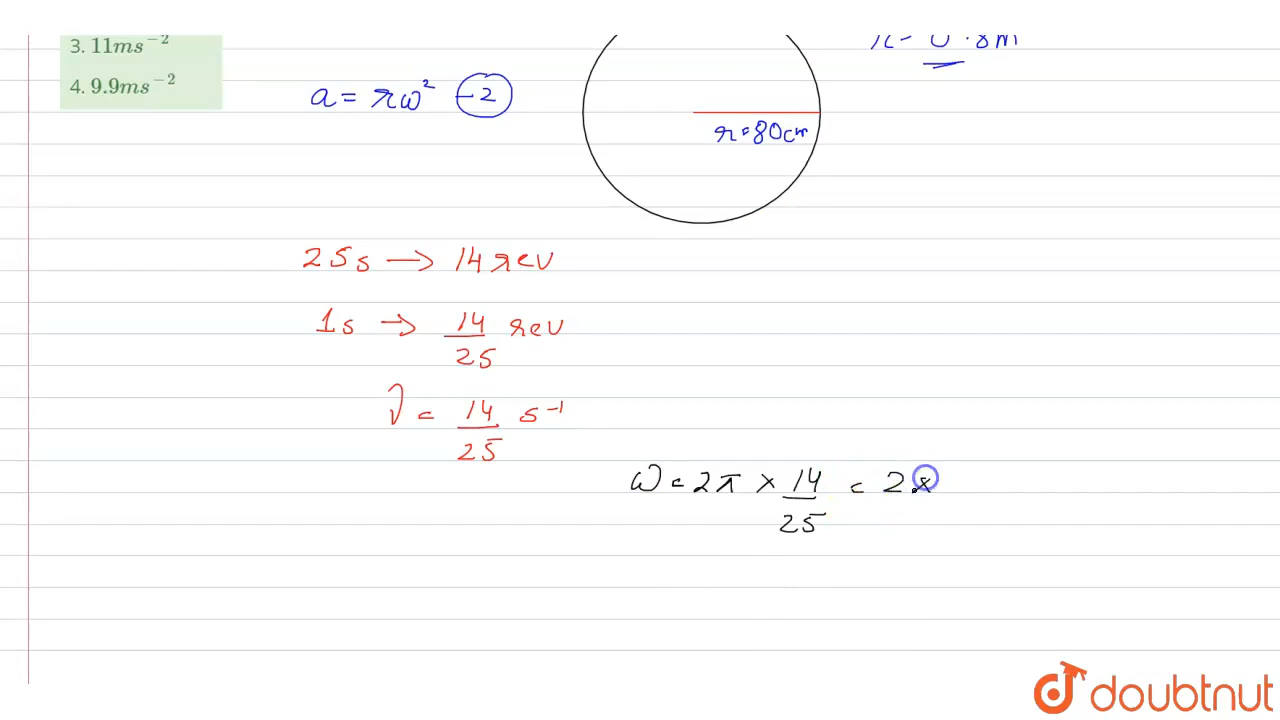 3. 11ms⁻²
r = 0.8m
4. 9.9ms⁻²
a = rω² – 2
r = 80cm
25s → 14 rev
1s → 14/25 rev
ν = 14/25 s⁻¹
ω = 2π × 14/25 = 2 ×
doubtnut